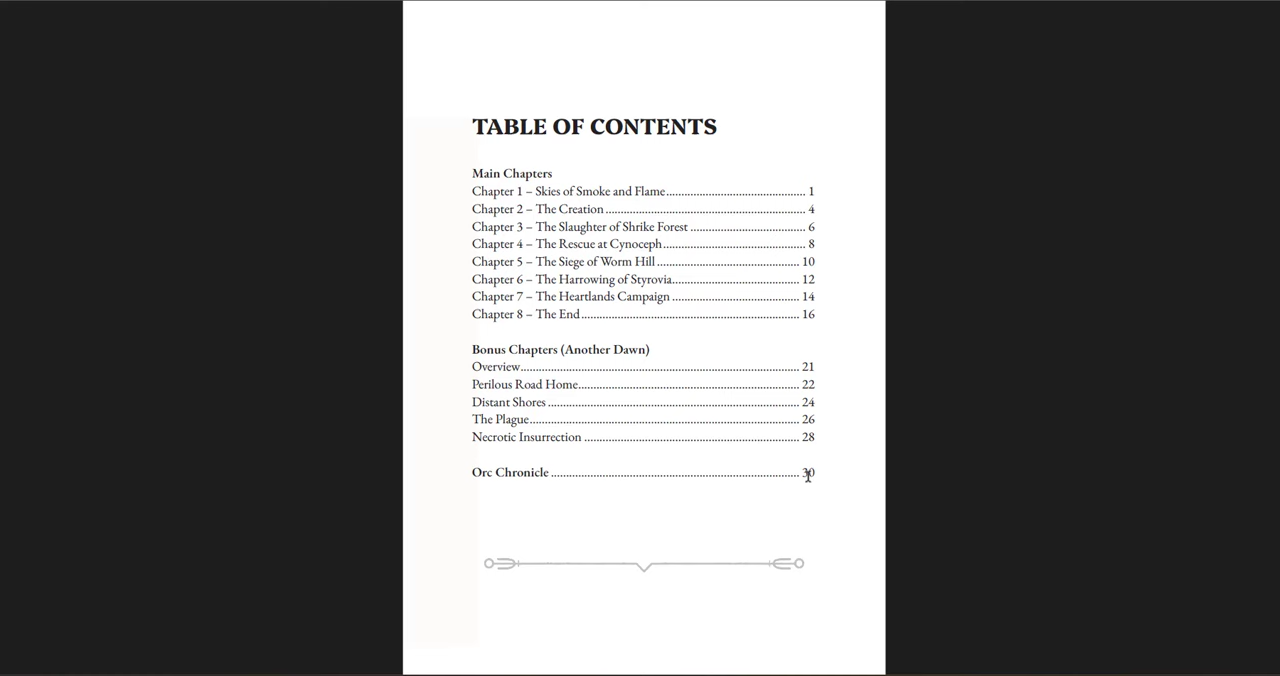 TABLE OF CONTENTS
Main Chapters
Chapter 1 – Skies of Smoke and Flame.............................................. 1
Chapter 2 – The Creation .................................................................. 4
Chapter 3 – The Slaughter of Shrike Forest ...................................... 6
Chapter 4 – The Rescue at Cynoceph............................................... 8
Chapter 5 – The Siege of Worm Hill ............................................... 10
Chapter 6 – The Harrowing of Styrovia.......................................... 12
Chapter 7 – The Heartlands Campaign .......................................... 14
Chapter 8 – The End........................................................................ 16
Bonus Chapters (Another Dawn)
Overview............................................................................................ 21
Perilous Road Home......................................................................... 22
Distant Shores ................................................................................... 24
The Plague......................................................................................... 26
Necrotic Insurrection ....................................................................... 28
Orc Chronicle .................................................................................. 30